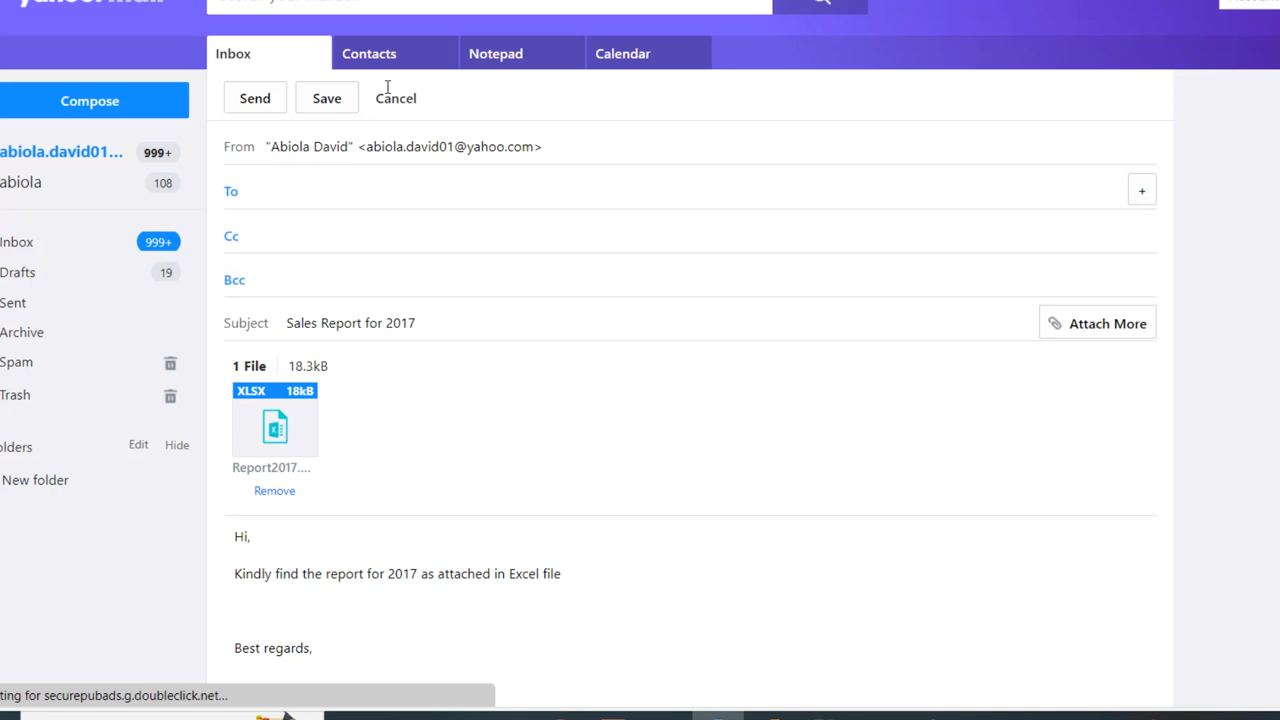 Inbox
Contacts
Notepad
Calendar
Compose
Send
Save
Cancel
From "Abiola David" <abiola.david01@yahoo.com>
abiola.david01... 999+
abiola 108
To
+
Cc
Inbox 999+
Drafts 19
Bcc
Sent
Subject Sales Report for 2017
Attach More
Archive
Spam
1 File 18.3kB
XLSX 18kB
Trash
Edit
Hide
Report2017....
New folder
Remove
Hi,
Kindly find the report for 2017 as attached in Excel file
Best regards,
ting for securepubads.g.doubleclick.net...